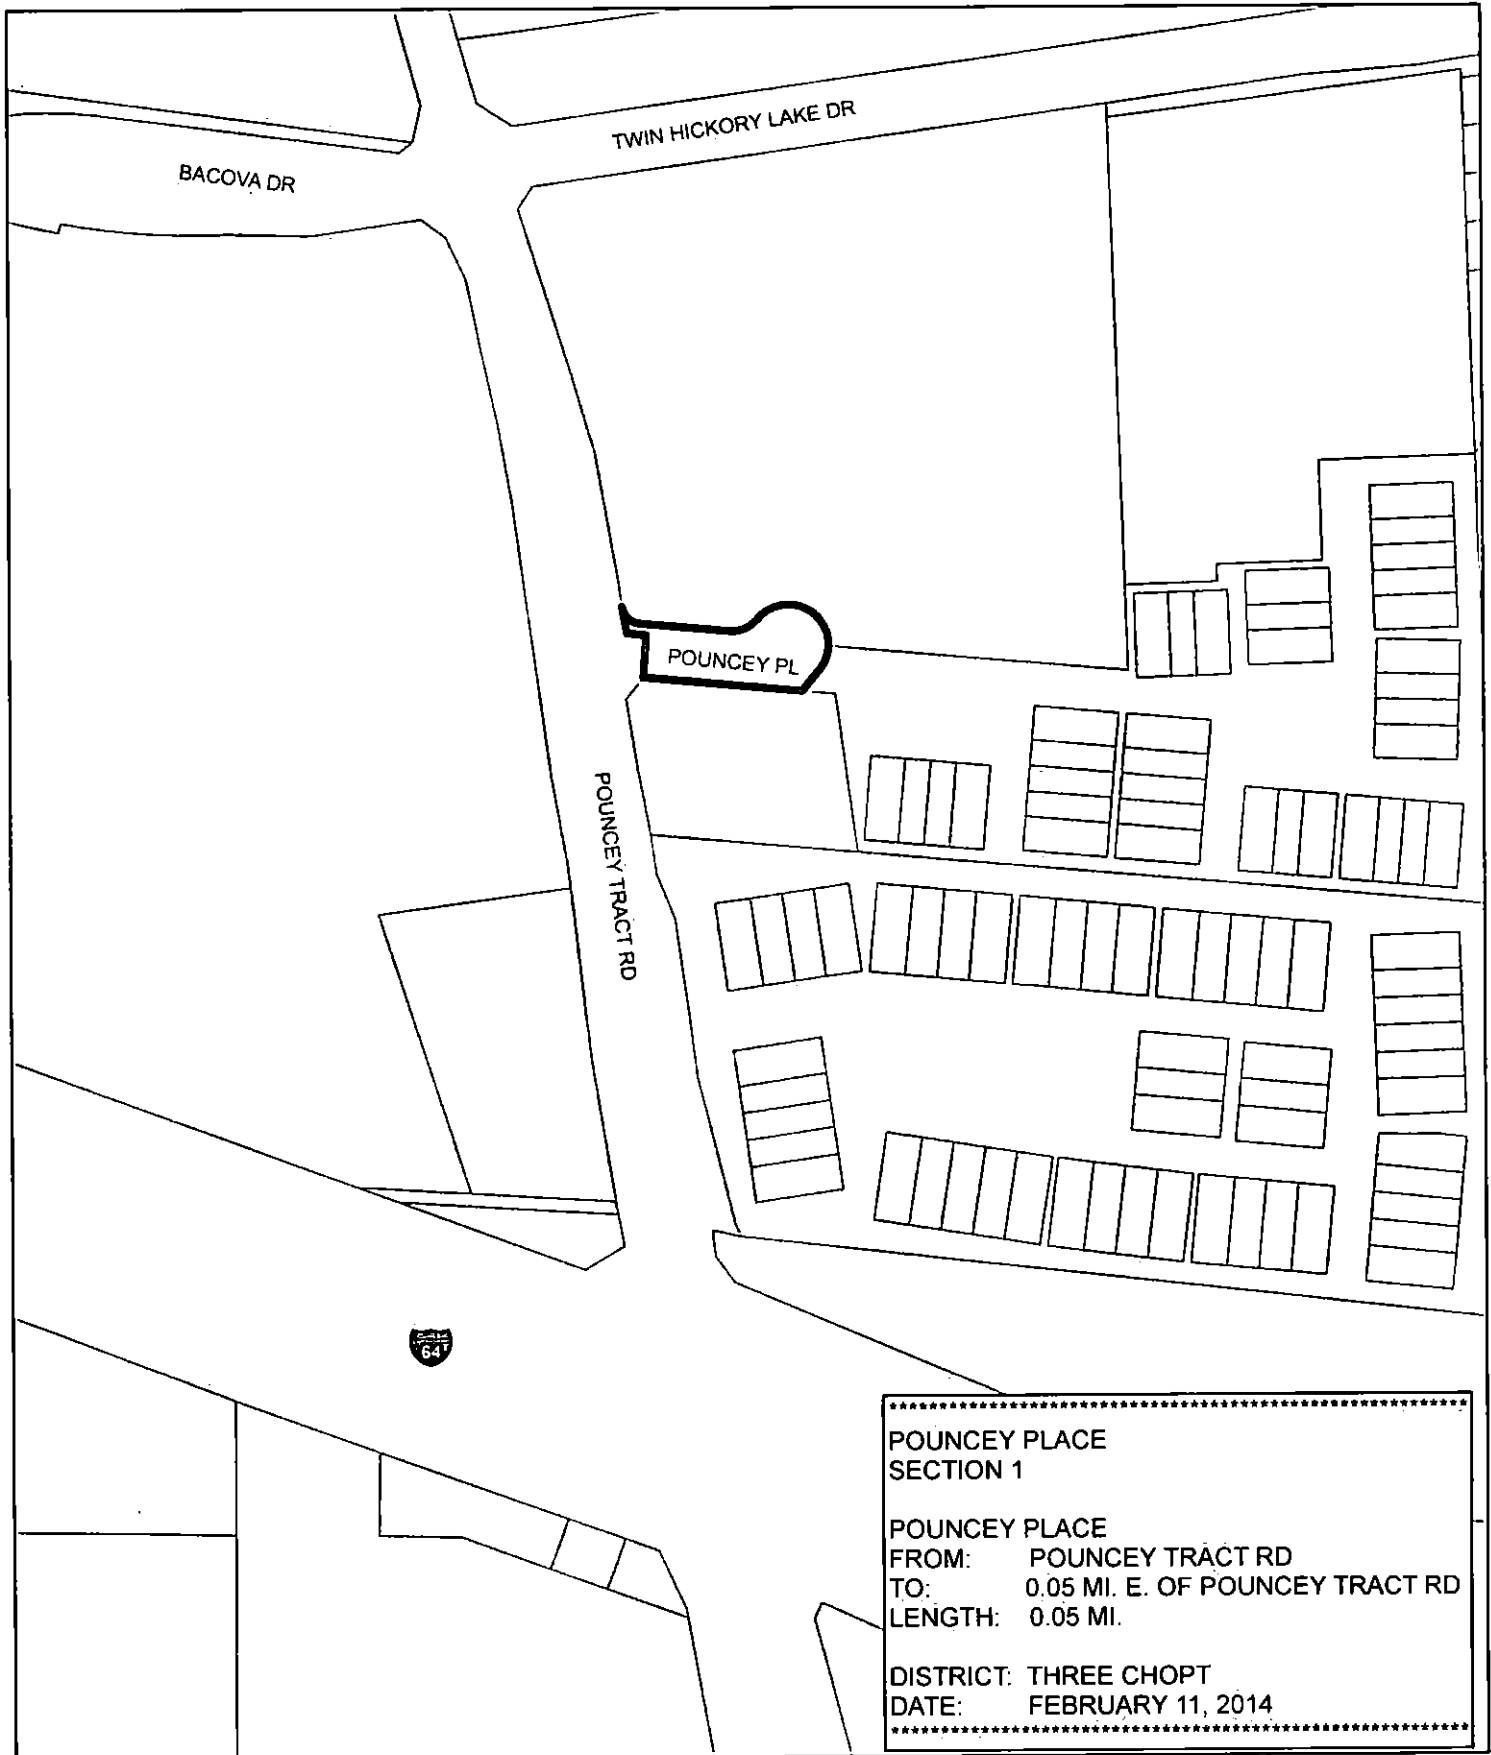 TWIN HICKORY LAKE DR
BACOVA DR
POUNCEY PL
POUNCEY TRACT RD
64
************************************************************
POUNCEY PLACE
SECTION 1
POUNCEY PLACE
FROM: POUNCEY TRACT RD
TO: 0.05 MI. E. OF POUNCEY TRACT RD
LENGTH: 0.05 MI.
DISTRICT: THREE CHOPT
DATE: FEBRUARY 11, 2014
************************************************************